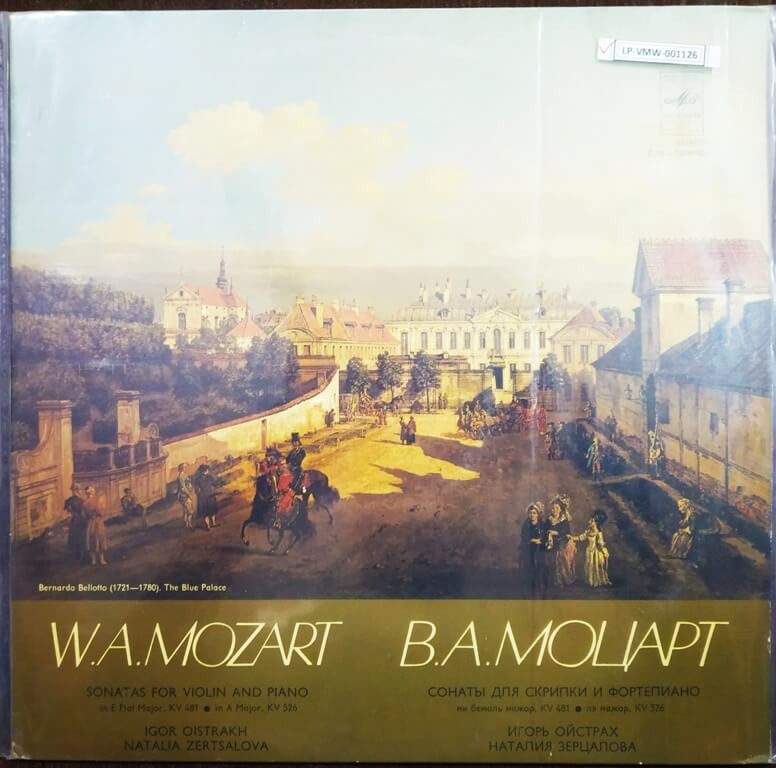 LP-VMW-001126
Bernardo Bellotto (1721—1780). The Blue Palace
W.A.MOZART
В.А.МОЦАРТ
SONATAS FOR VIOLIN AND PIANO
in E Flat Major, KV 481 ● in A Major, KV 526
IGOR OISTRAKH
NATALIA ZERTSALOVA
СОНАТЫ ДЛЯ СКРИПКИ И ФОРТЕПИАНО
ми бемоль мажор, KV 481 ● ля мажор, KV 526
ИГОРЬ ОЙСТРАХ
НАТАЛИЯ ЗЕРЦАЛОВА